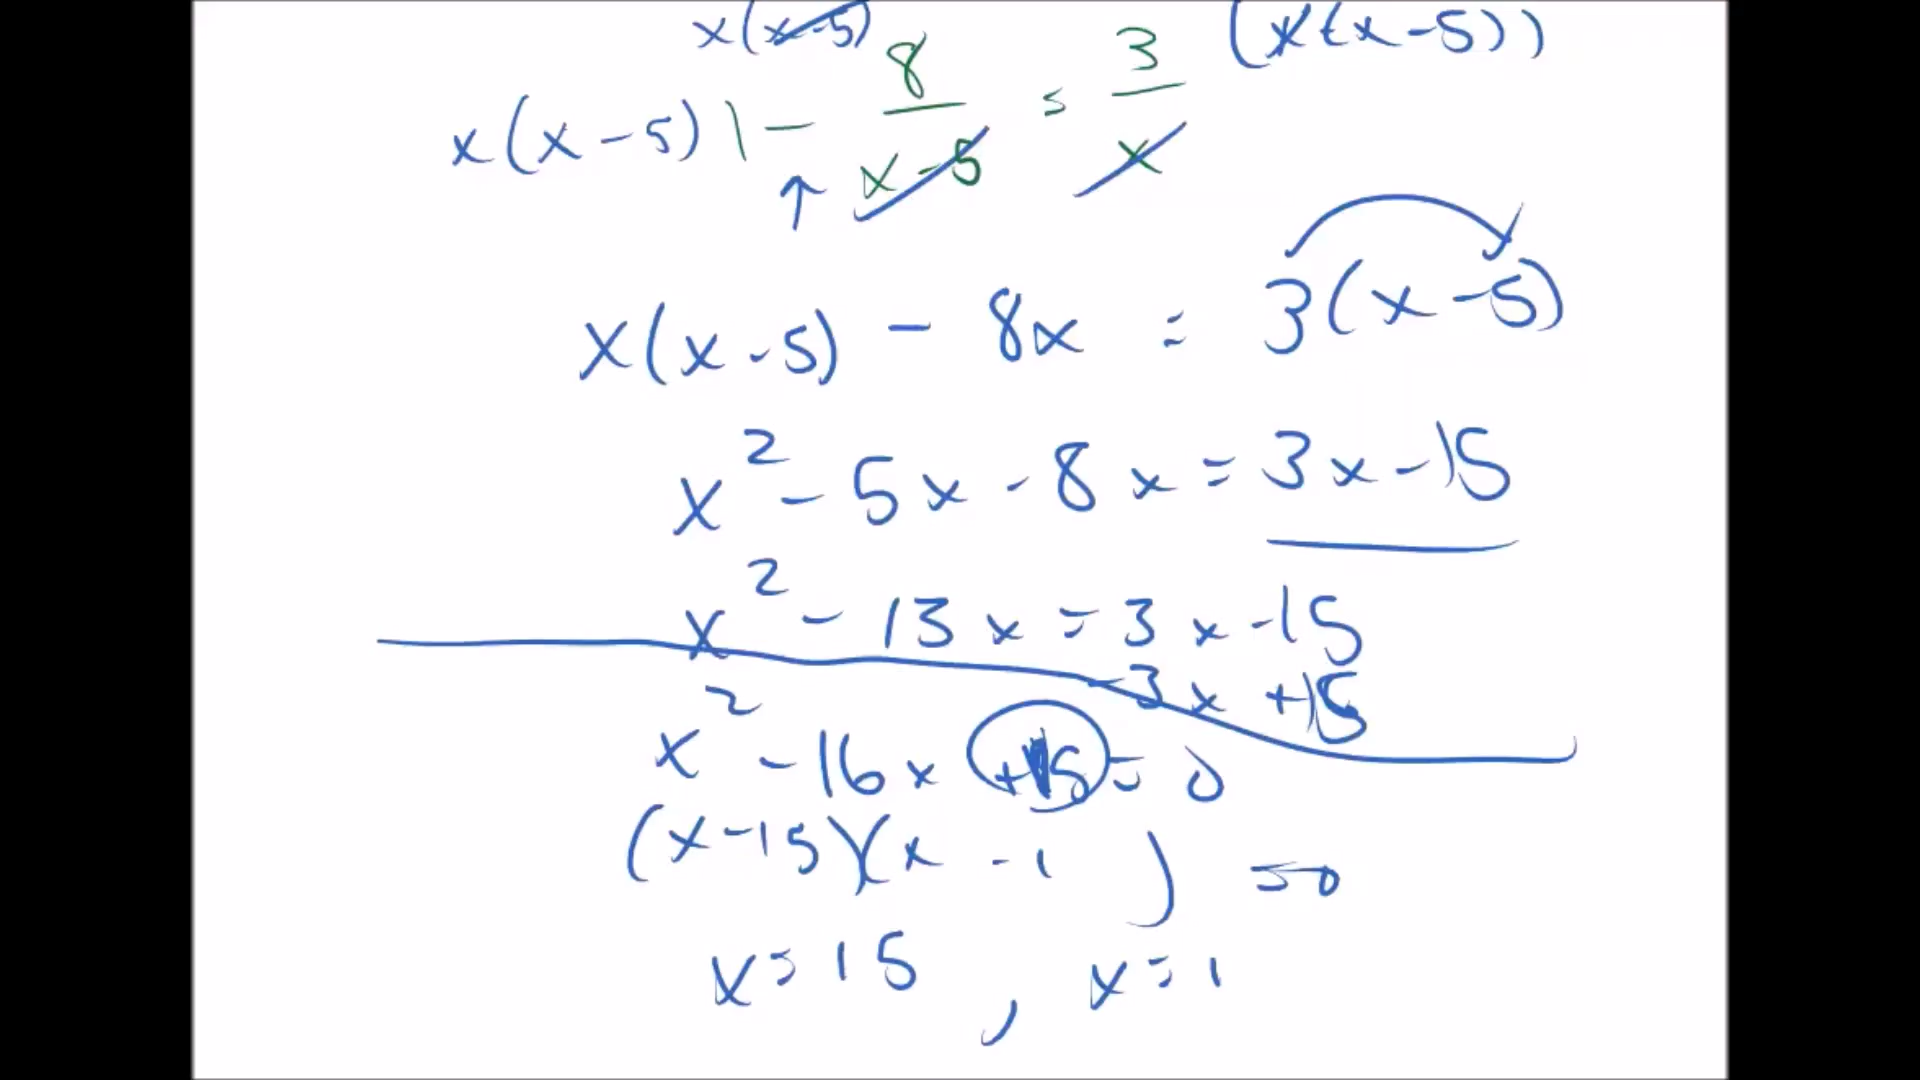 x(x-5) (x(x-5))
x(x-5) 1 - 8/(x-5) = 3/x
x(x-5) - 8x = 3(x-5)
x² - 5x - 8x = 3x - 15
x² - 13x = 3x - 15
-3x +15
x² - 16x +15 = 0
(x-15)(x -1) = 0
x = 15 , x = 1